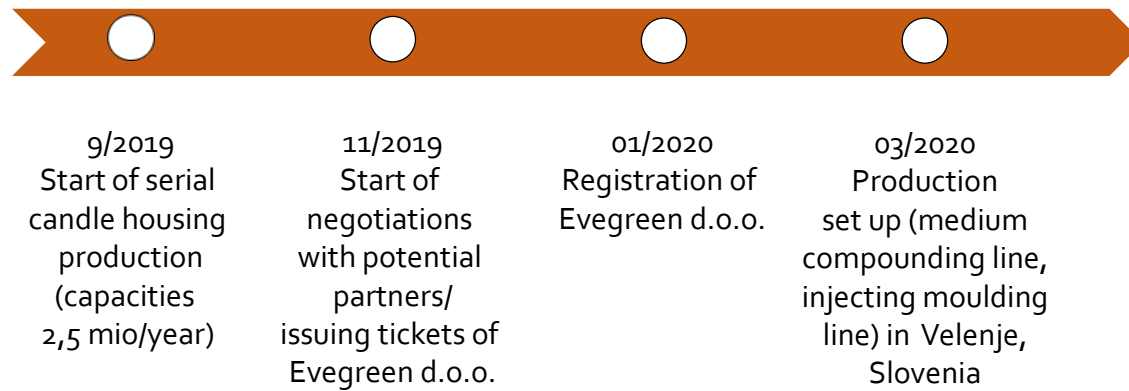 9/2019
Start of serial
candle housing
production
(capacities
2,5 mio/year)
11/2019
Start of
negotiations
with potential
partners/
issuing tickets of
Evegreen d.o.o.
01/2020
Registration of
Evegreen d.o.o.
03/2020
Production
set up (medium
compounding line,
injecting moulding
line) in Velenje,
Slovenia